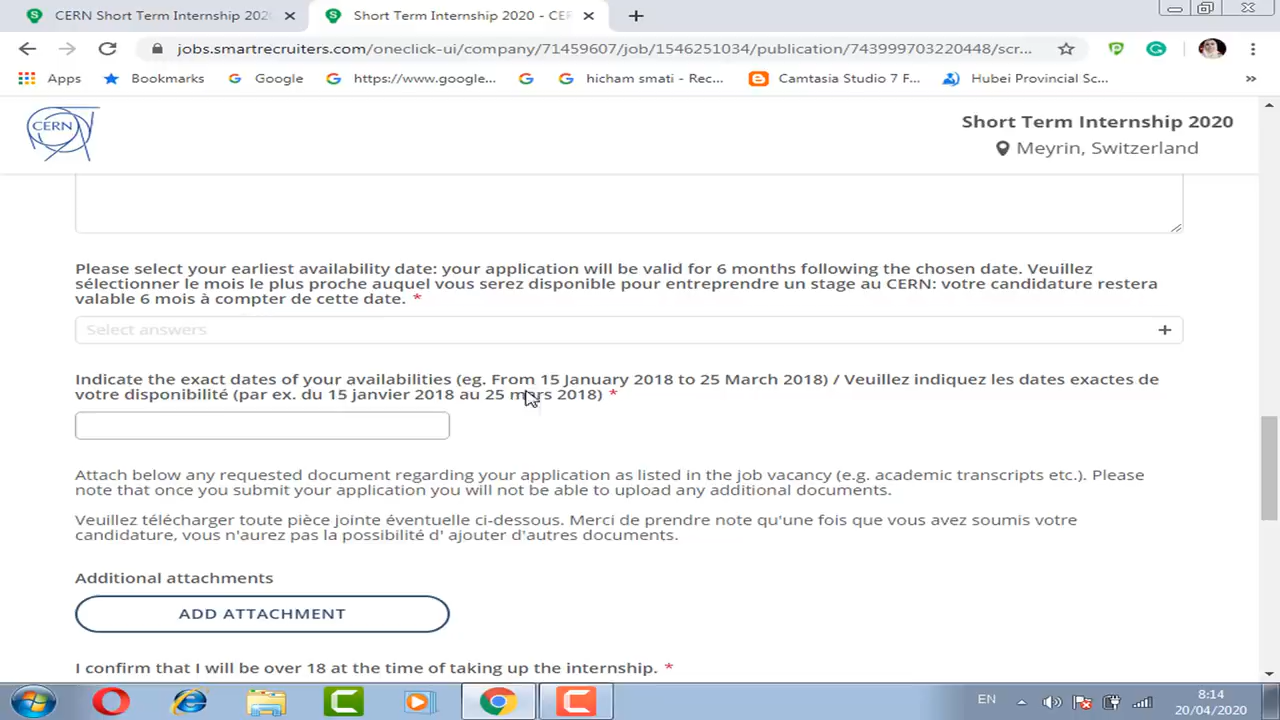 CERN Short Term Internship 202
Short Term Internship 2020 - CE
jobs.smartrecruiters.com/oneclick-ui/company/71459607/job/1546251034/publication/743999703220448/scr...
Apps
Bookmarks
Google
https://www.google...
hicham smati - Rec...
Camtasia Studio 7 F...
Hubei Provincial Sc...
»
CERN
Short Term Internship 2020
Meyrin, Switzerland
Please select your earliest availability date: your application will be valid for 6 months following the chosen date. Veuillez
sélectionner le mois le plus proche auquel vous serez disponible pour entreprendre un stage au CERN: votre candidature restera
valable 6 mois à compter de cette date. *
Select answers
Indicate the exact dates of your availabilities (eg. From 15 January 2018 to 25 March 2018) / Veuillez indiquez les dates exactes de
votre disponibilité (par ex. du 15 janvier 2018 au 25 mars 2018) *
Attach below any requested document regarding your application as listed in the job vacancy (e.g. academic transcripts etc.). Please
note that once you submit your application you will not be able to upload any additional documents.
Veuillez télécharger toute pièce jointe éventuelle ci-dessous. Merci de prendre note qu'une fois que vous avez soumis votre
candidature, vous n'aurez pas la possibilité d' ajouter d'autres documents.
Additional attachments
ADD ATTACHMENT
I confirm that I will be over 18 at the time of taking up the internship. *
EN
8:14
20/04/2020